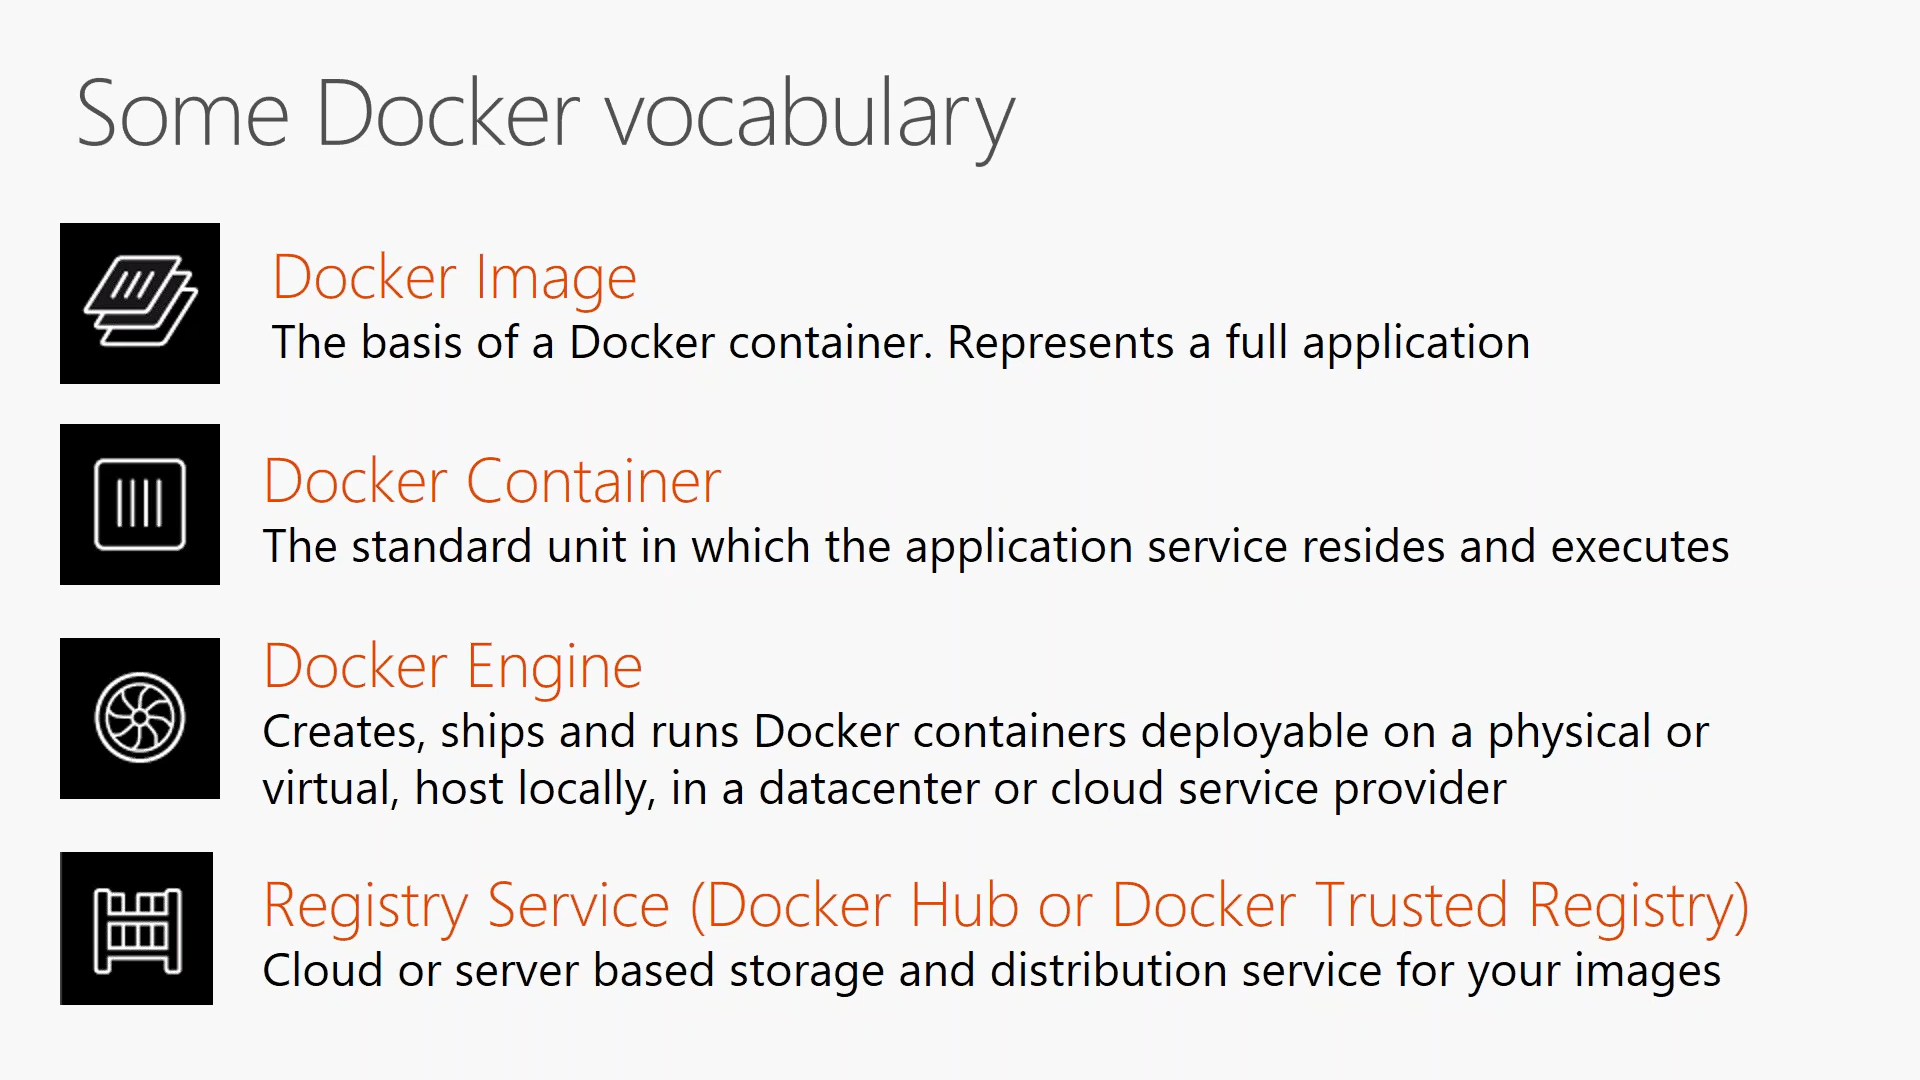 Some Docker vocabulary
Docker Image
The basis of a Docker container. Represents a full application
Docker Container
The standard unit in which the application service resides and executes
Docker Engine
Creates, ships and runs Docker containers deployable on a physical or
virtual, host locally, in a datacenter or cloud service provider
Registry Service (Docker Hub or Docker Trusted Registry)
Cloud or server based storage and distribution service for your images